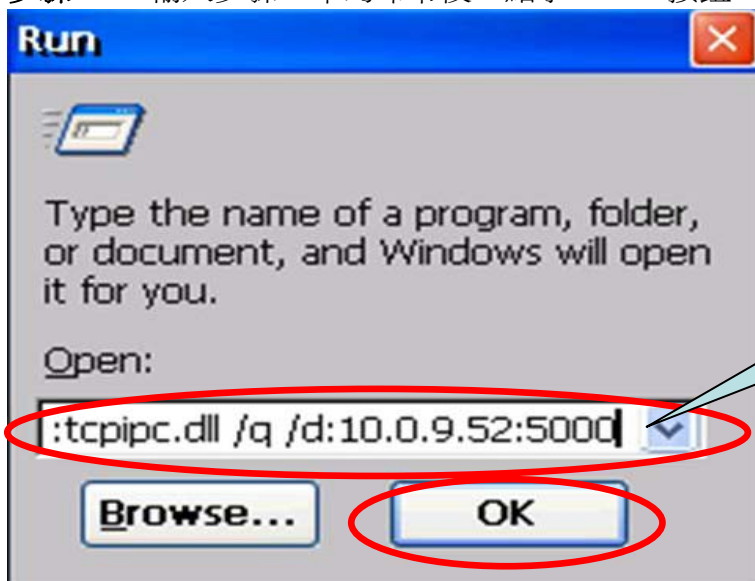 Run
Type the name of a program, folder,
or document, and Windows will open
it for you.
Open:
:tcpipc.dll /q /d:10.0.9.52:5000
Browse...
OK